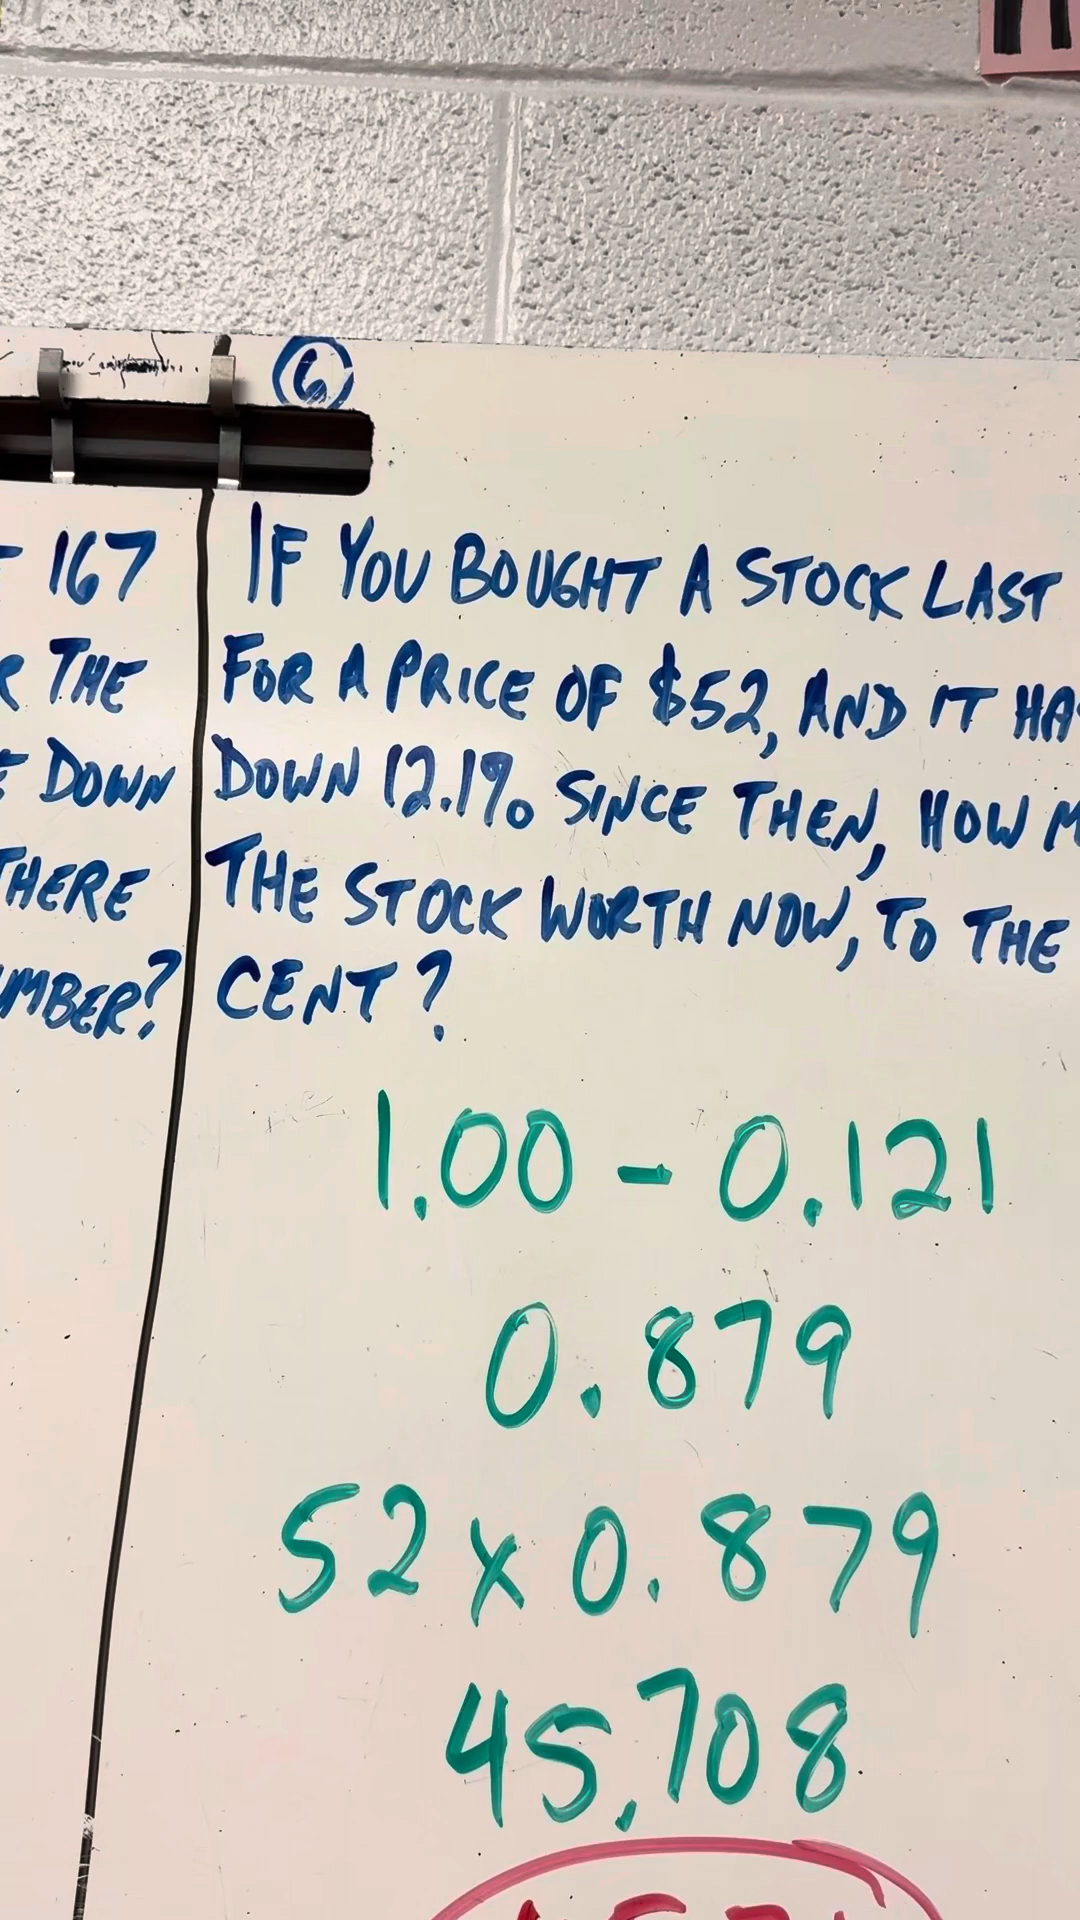 6
167
THE
DOWN
THERE
UMBER?
IF YOU BOUGHT A STOCK LAST
FOR A PRICE OF $52, AND IT HA
DOWN 12.1% SINCE THEN, HOW M
THE STOCK WORTH NOW, TO THE
CENT?
1.00 - 0.121
0.879
52 x 0.879
45.708